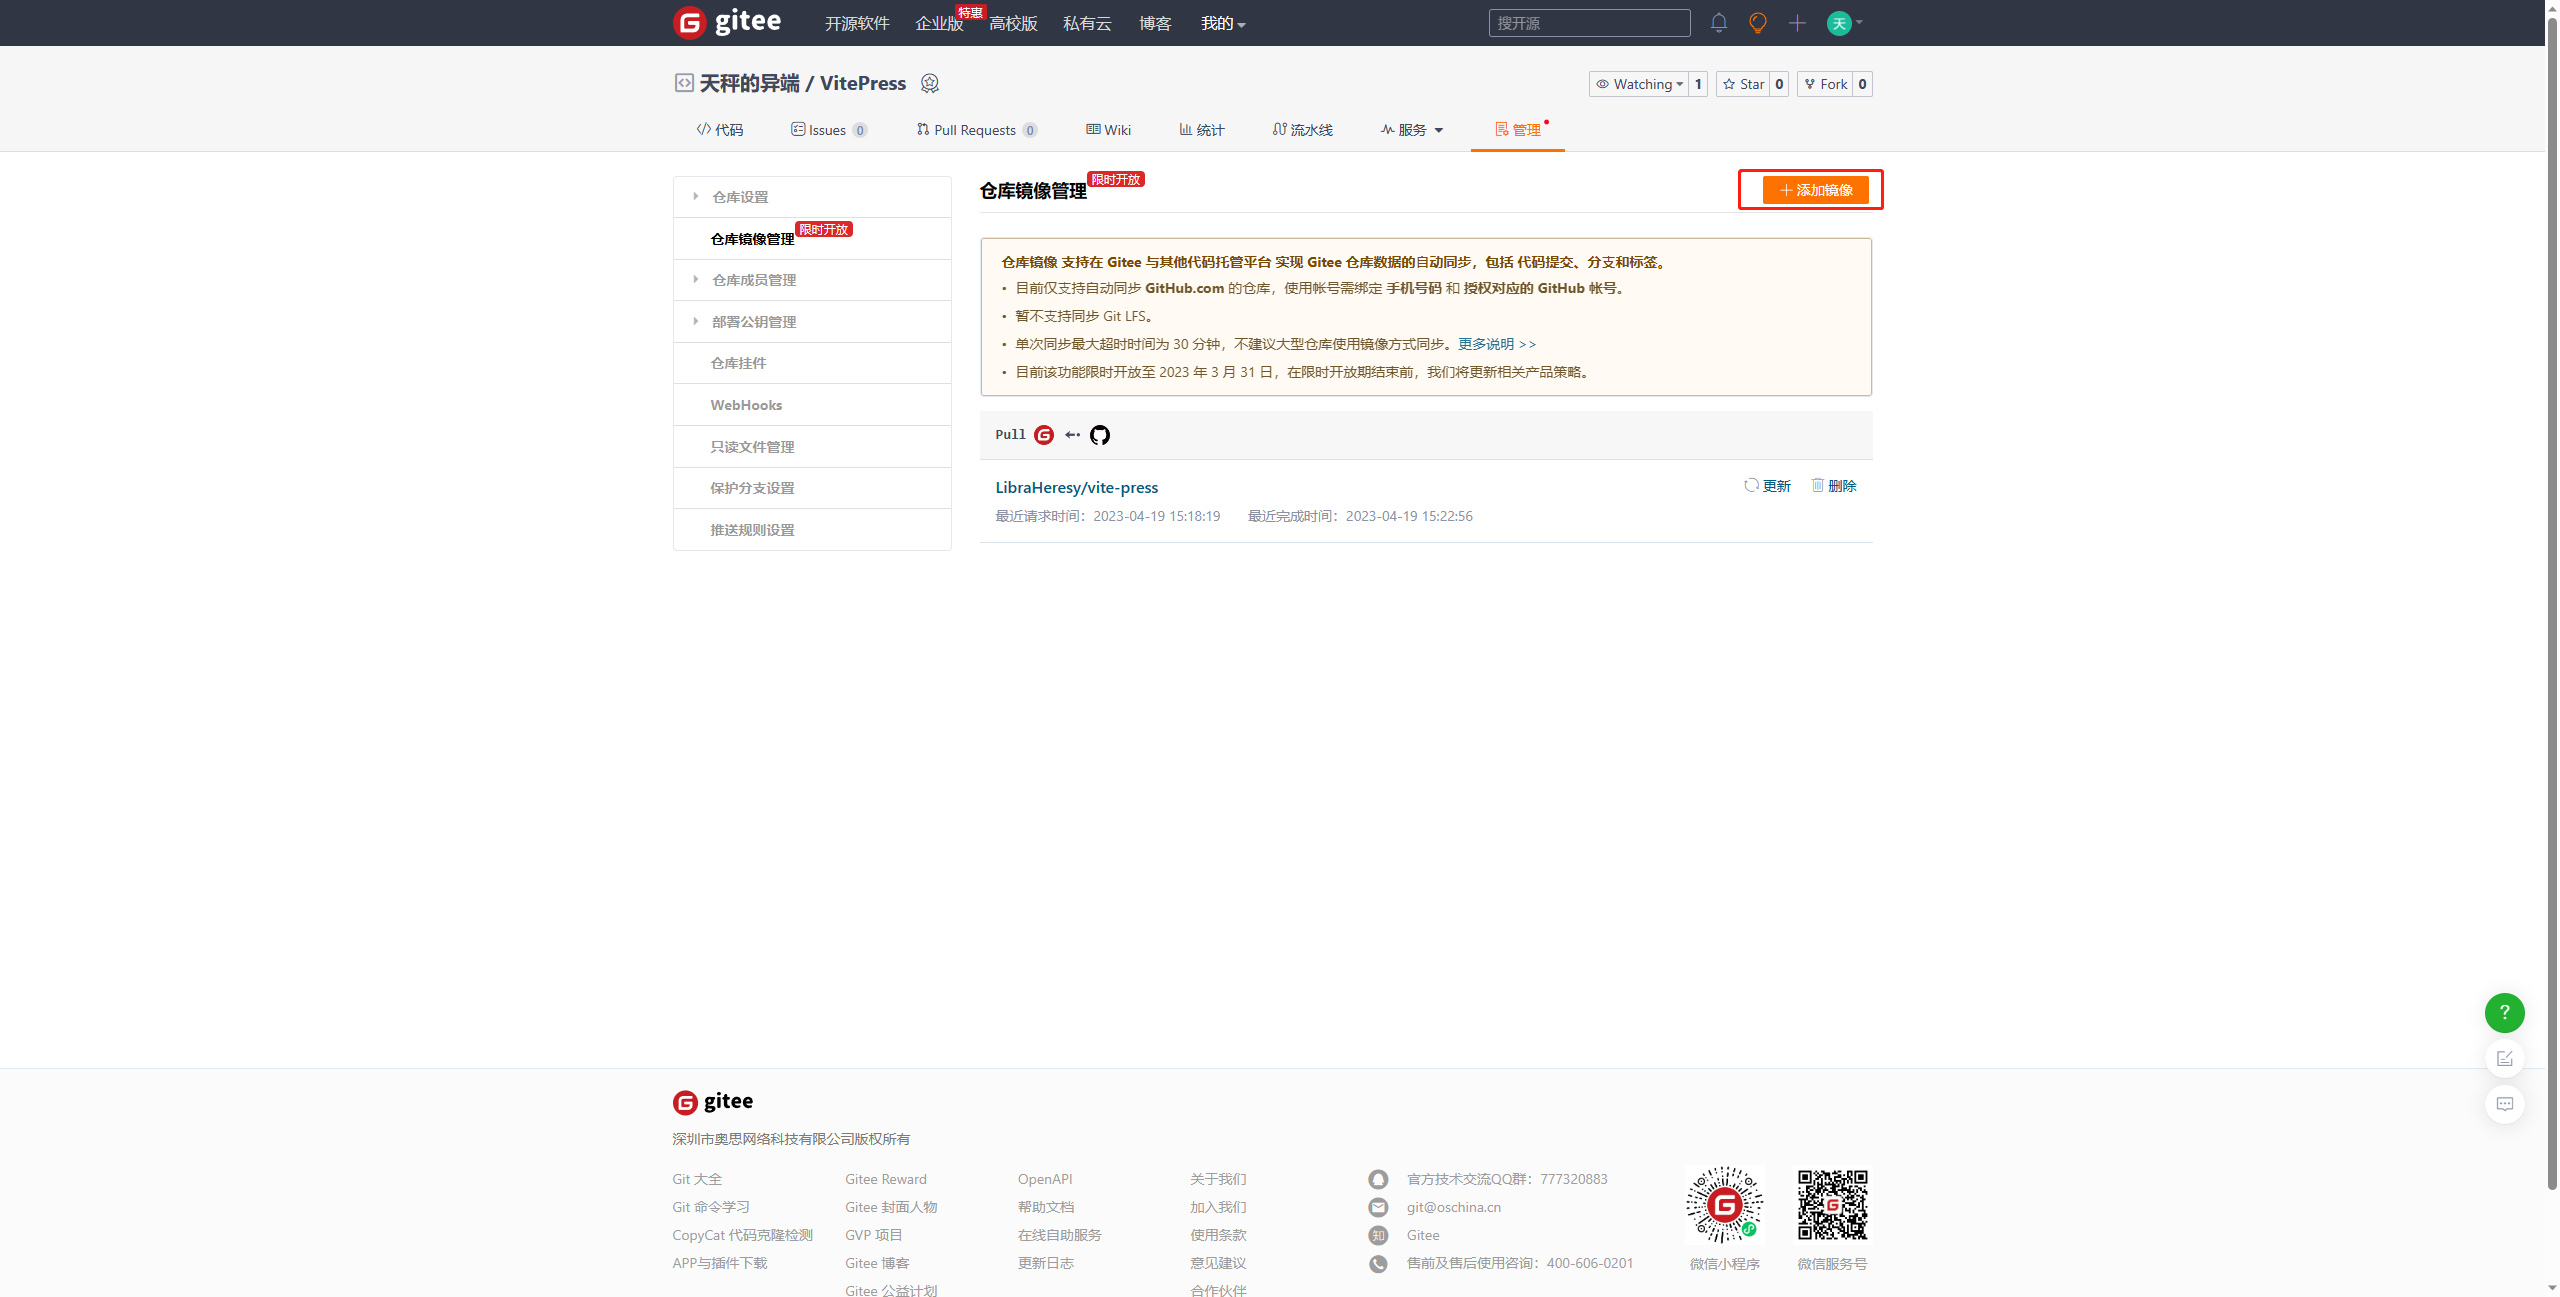 gitee 开源软件 企业版 特惠 高校版 私有云 博客 我的 搜开源 天
天秤的异端 / VitePress Watching 1 Star 0 Fork 0
代码 Issues 0 Pull Requests 0 Wiki 统计 流水线 服务 管理
仓库设置
仓库镜像管理 限时开放
仓库成员管理
部署公钥管理
仓库挂件
WebHooks
只读文件管理
保护分支设置
推送规则设置
仓库镜像管理 限时开放 添加镜像
仓库镜像 支持在 Gitee 与其他代码托管平台 实现 Gitee 仓库数据的自动同步，包括 代码提交、分支和标签。
• 目前仅支持自动同步 GitHub.com 的仓库，使用帐号需绑定 手机号码 和 授权对应的 GitHub 帐号。
• 暂不支持同步 Git LFS。
• 单次同步最大超时时间为 30 分钟，不建议大型仓库使用镜像方式同步。更多说明 >>
• 目前该功能限时开放至 2023 年 3 月 31 日，在限时开放期结束前，我们将更新相关产品策略。
Pull
LibraHeresy/vite-press 更新 删除
最近请求时间：2023-04-19 15:18:19 最近完成时间：2023-04-19 15:22:56
?
gitee
深圳市奥思网络科技有限公司版权所有
Git 大全
Git 命令学习
CopyCat 代码克隆检测
APP与插件下载
Gitee Reward
Gitee 封面人物
GVP 项目
Gitee 博客
Gitee 公益计划
OpenAPI
帮助文档
在线自助服务
更新日志
关于我们
加入我们
使用条款
意见建议
合作伙伴
官方技术交流QQ群：777320883
git@oschina.cn
知 Gitee
售前及售后使用咨询：400-606-0201
微信小程序
微信服务号